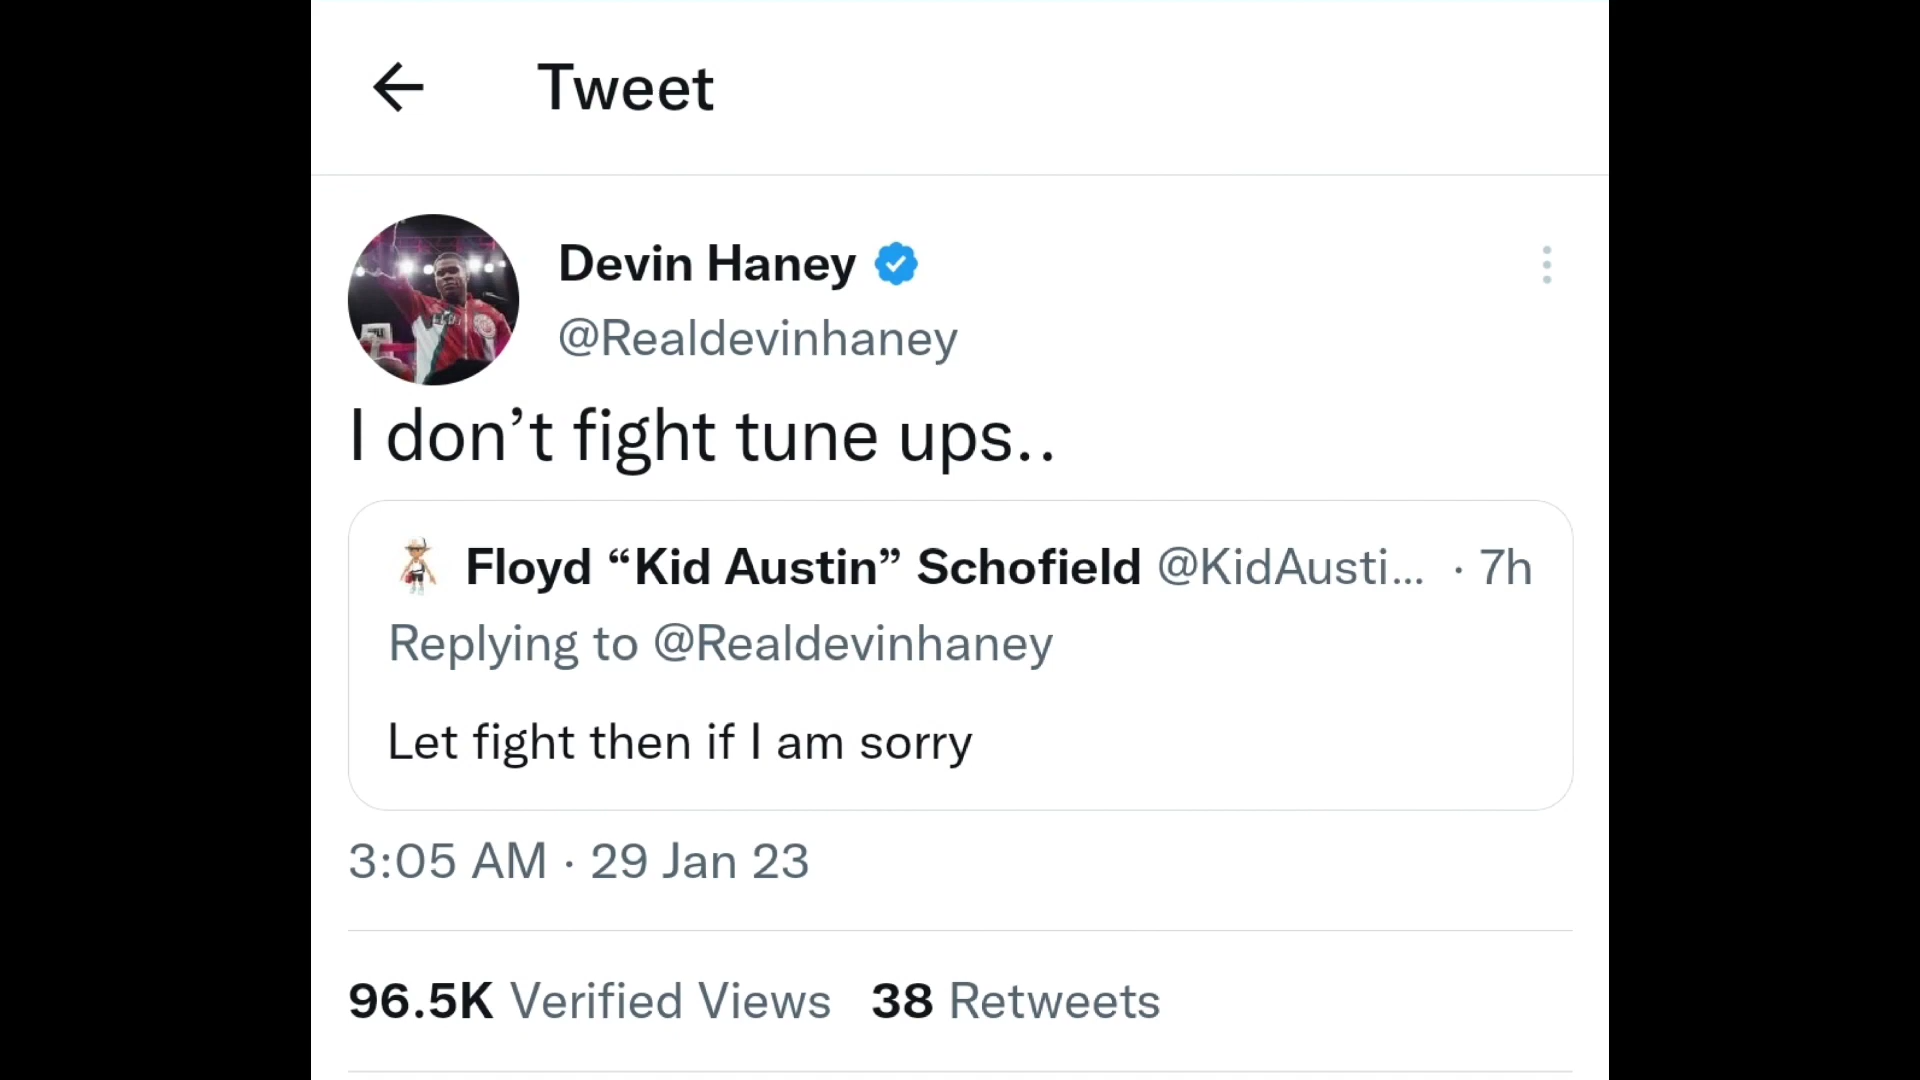 Tweet
Devin Haney
@Realdevinhaney
I don’t fight tune ups..
Floyd “Kid Austin” Schofield @KidAusti... · 7h
Replying to @Realdevinhaney
Let fight then if I am sorry
3:05 AM · 29 Jan 23
96.5K Verified Views 38 Retweets